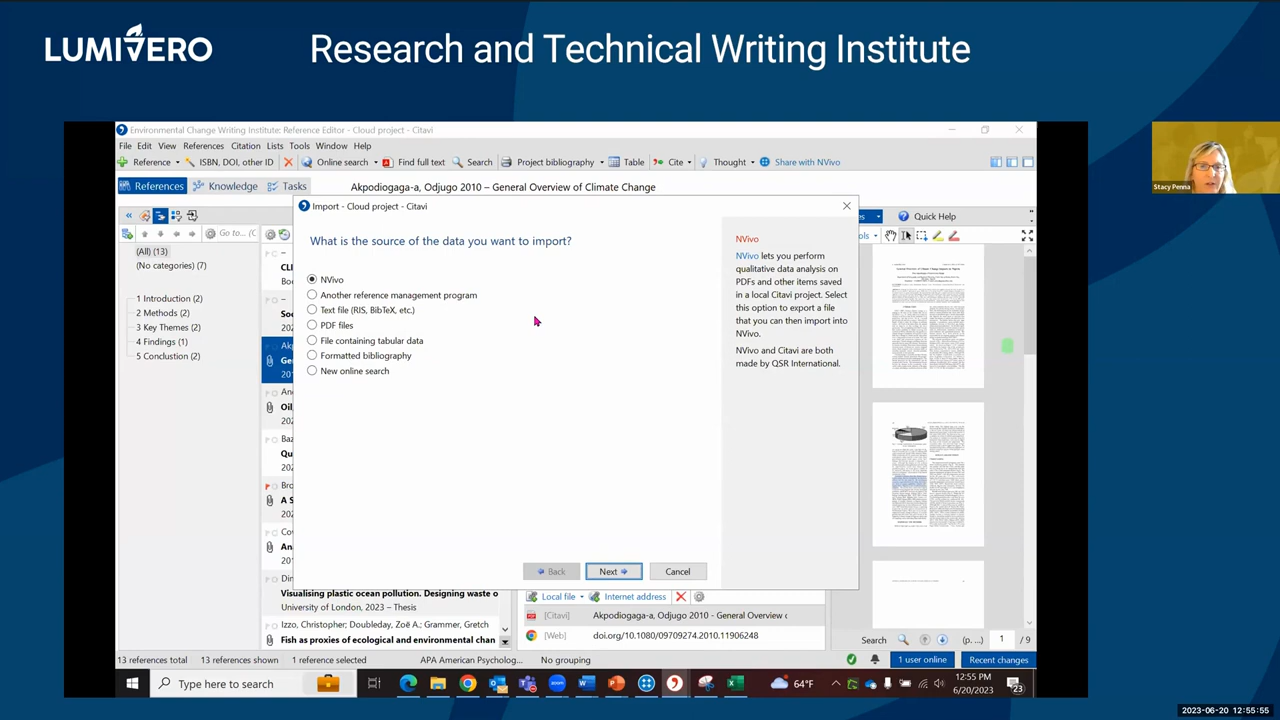 LUMIVERO
Research and Technical Writing Institute
Environmental Change Writing Institute: Reference Editor - Cloud project - Citavi
File Edit View References Citation Lists Tools Window Help
Reference ISBN, DOI, other ID Online search Find full text Search Project bibliography Table Cite Thought Share with NVivo
References Knowledge Tasks Akpodiogaga-a, Odjugo 2010 – General Overview of Climate Change
Import - Cloud project - Citavi
Quick Help
Go to... (C
(All) (13)
(No categories) (7)
1 Introduction (2)
2 Methods (2)
3 Key Themes (2)
4 Findings (1)
5 Conclustion (2)
What is the source of the data you want to import?
NVivo
Another reference management program
Text file (RIS, BibTeX, etc.)
PDF files
File containing tabular data
Formatted bibliography
New online search
NVivo
NVivo lets you perform
qualitative data analysis on
PDFs and other items saved
in a local Citavi project. Select
this option to export a file
that you can then import into
NVivo.
NVivo and Citavi are both
made by QSR International.
Back Next Cancel
Visualising plastic ocean pollution. Designing waste o
University of London, 2023 – Thesis
Izzo, Christopher; Doubleday, Zoë A.; Grammer, Gretch
Fish as proxies of ecological and environmental chan
Local file Internet address
[Citavi] Akpodiogaga-a, Odjugo 2010 - General Overview c
[Web] doi.org/10.1080/09709274.2010.11906248
Search (p... 1 / 9
13 references total 13 references shown 1 reference selected APA American Psycholog... No grouping 1 user online Recent changes
Type here to search
64°F
12:55 PM
6/20/2023
23
Stacy Penna
2023-06-20 12:55:55